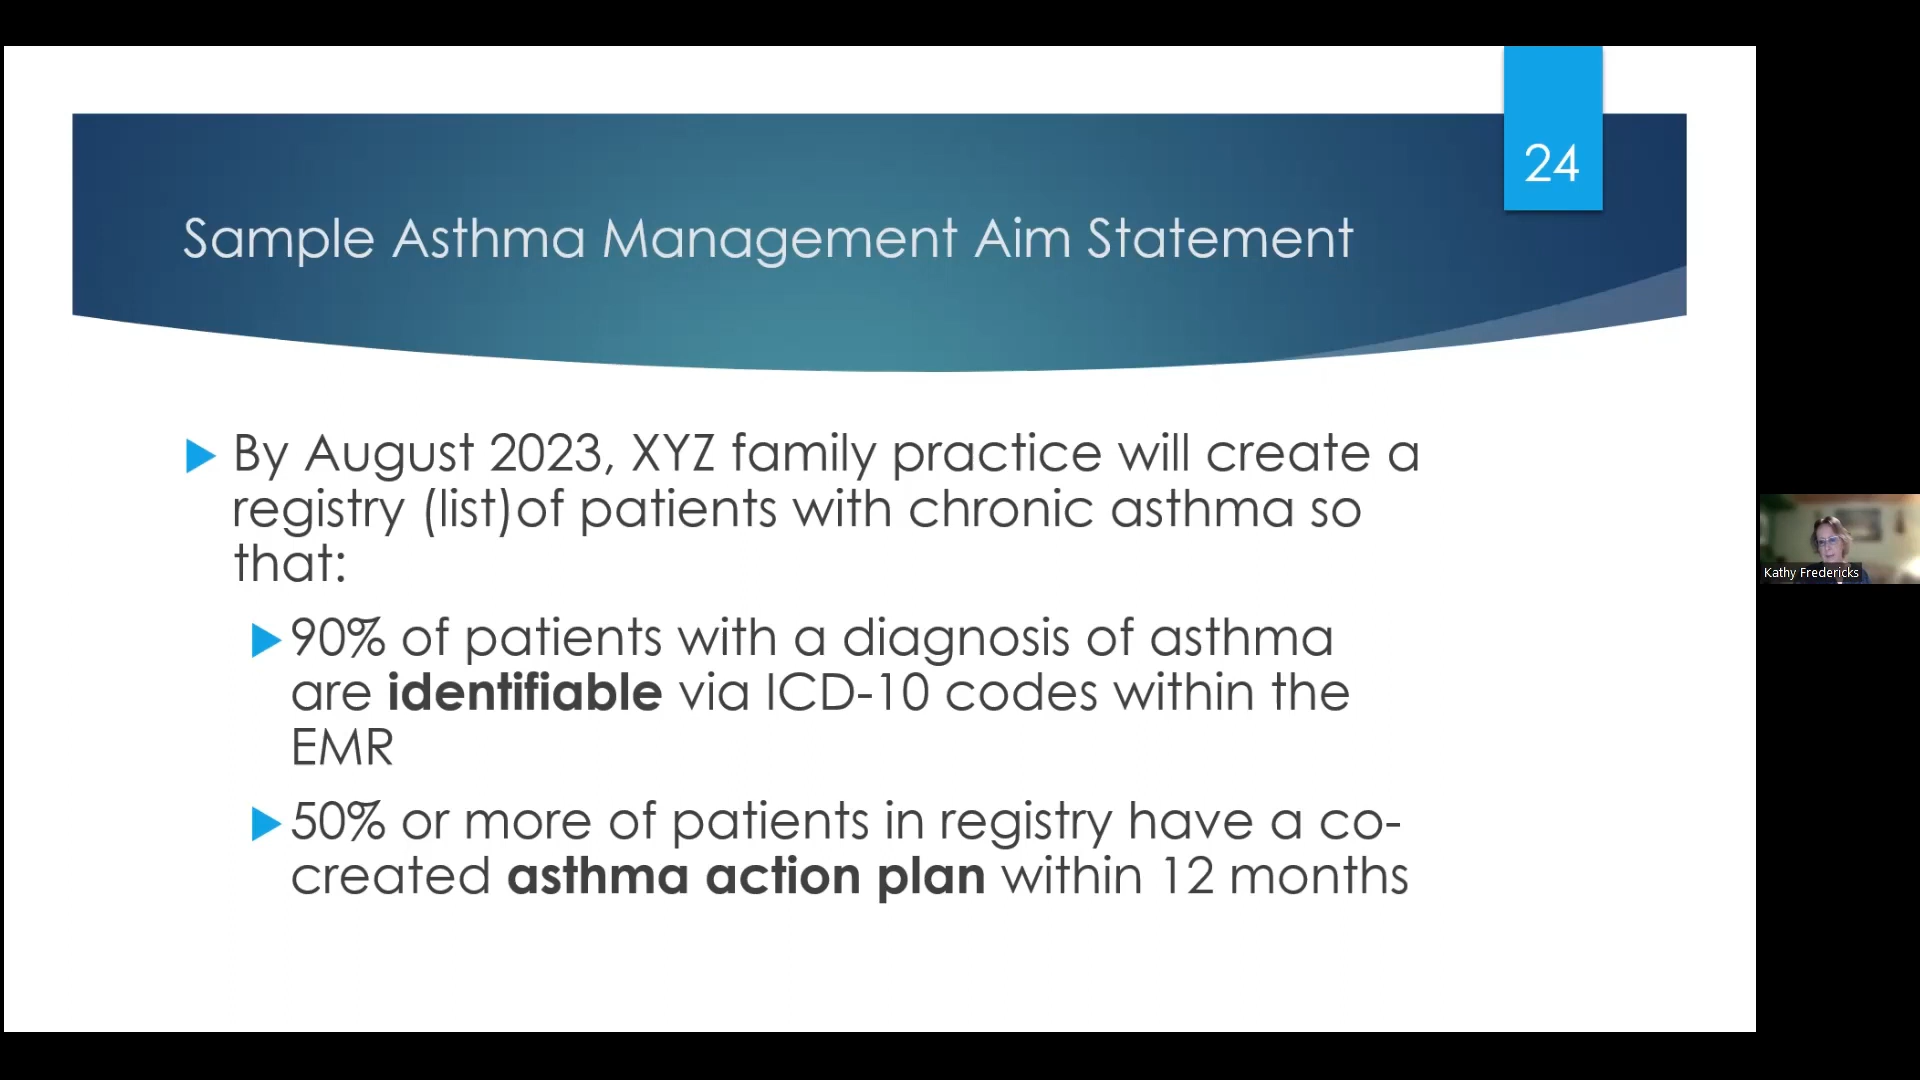 24
Sample Asthma Management Aim Statement
By August 2023, XYZ family practice will create a
registry (list)of patients with chronic asthma so
that:
90% of patients with a diagnosis of asthma
are identifiable via ICD-10 codes within the
EMR
50% or more of patients in registry have a co-
created asthma action plan within 12 months
Kathy Fredericks